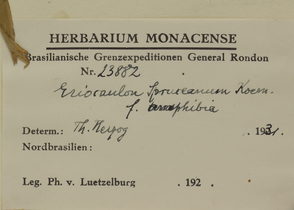 HERBARIUM MONACENSE
Brasilianische Grenzexpeditionen General Rondon
Nr. 23882
Eriocaulon Spruceanum Koern.
f. amphibia
Determ.: Th. Herzog 1931.
Nordbrasilien:
Leg. Ph. v. Luetzelburg , 192 .